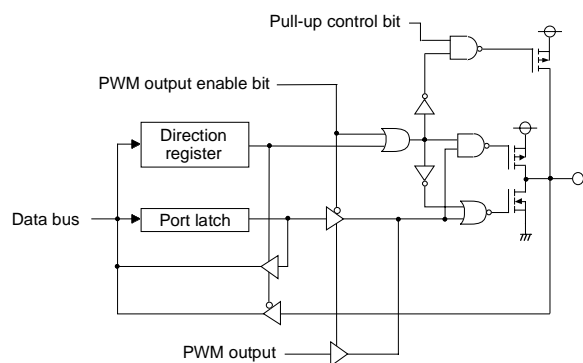 Pull-up control bit
PWM output enable bit
Direction
register
Data bus
Port latch
PWM output